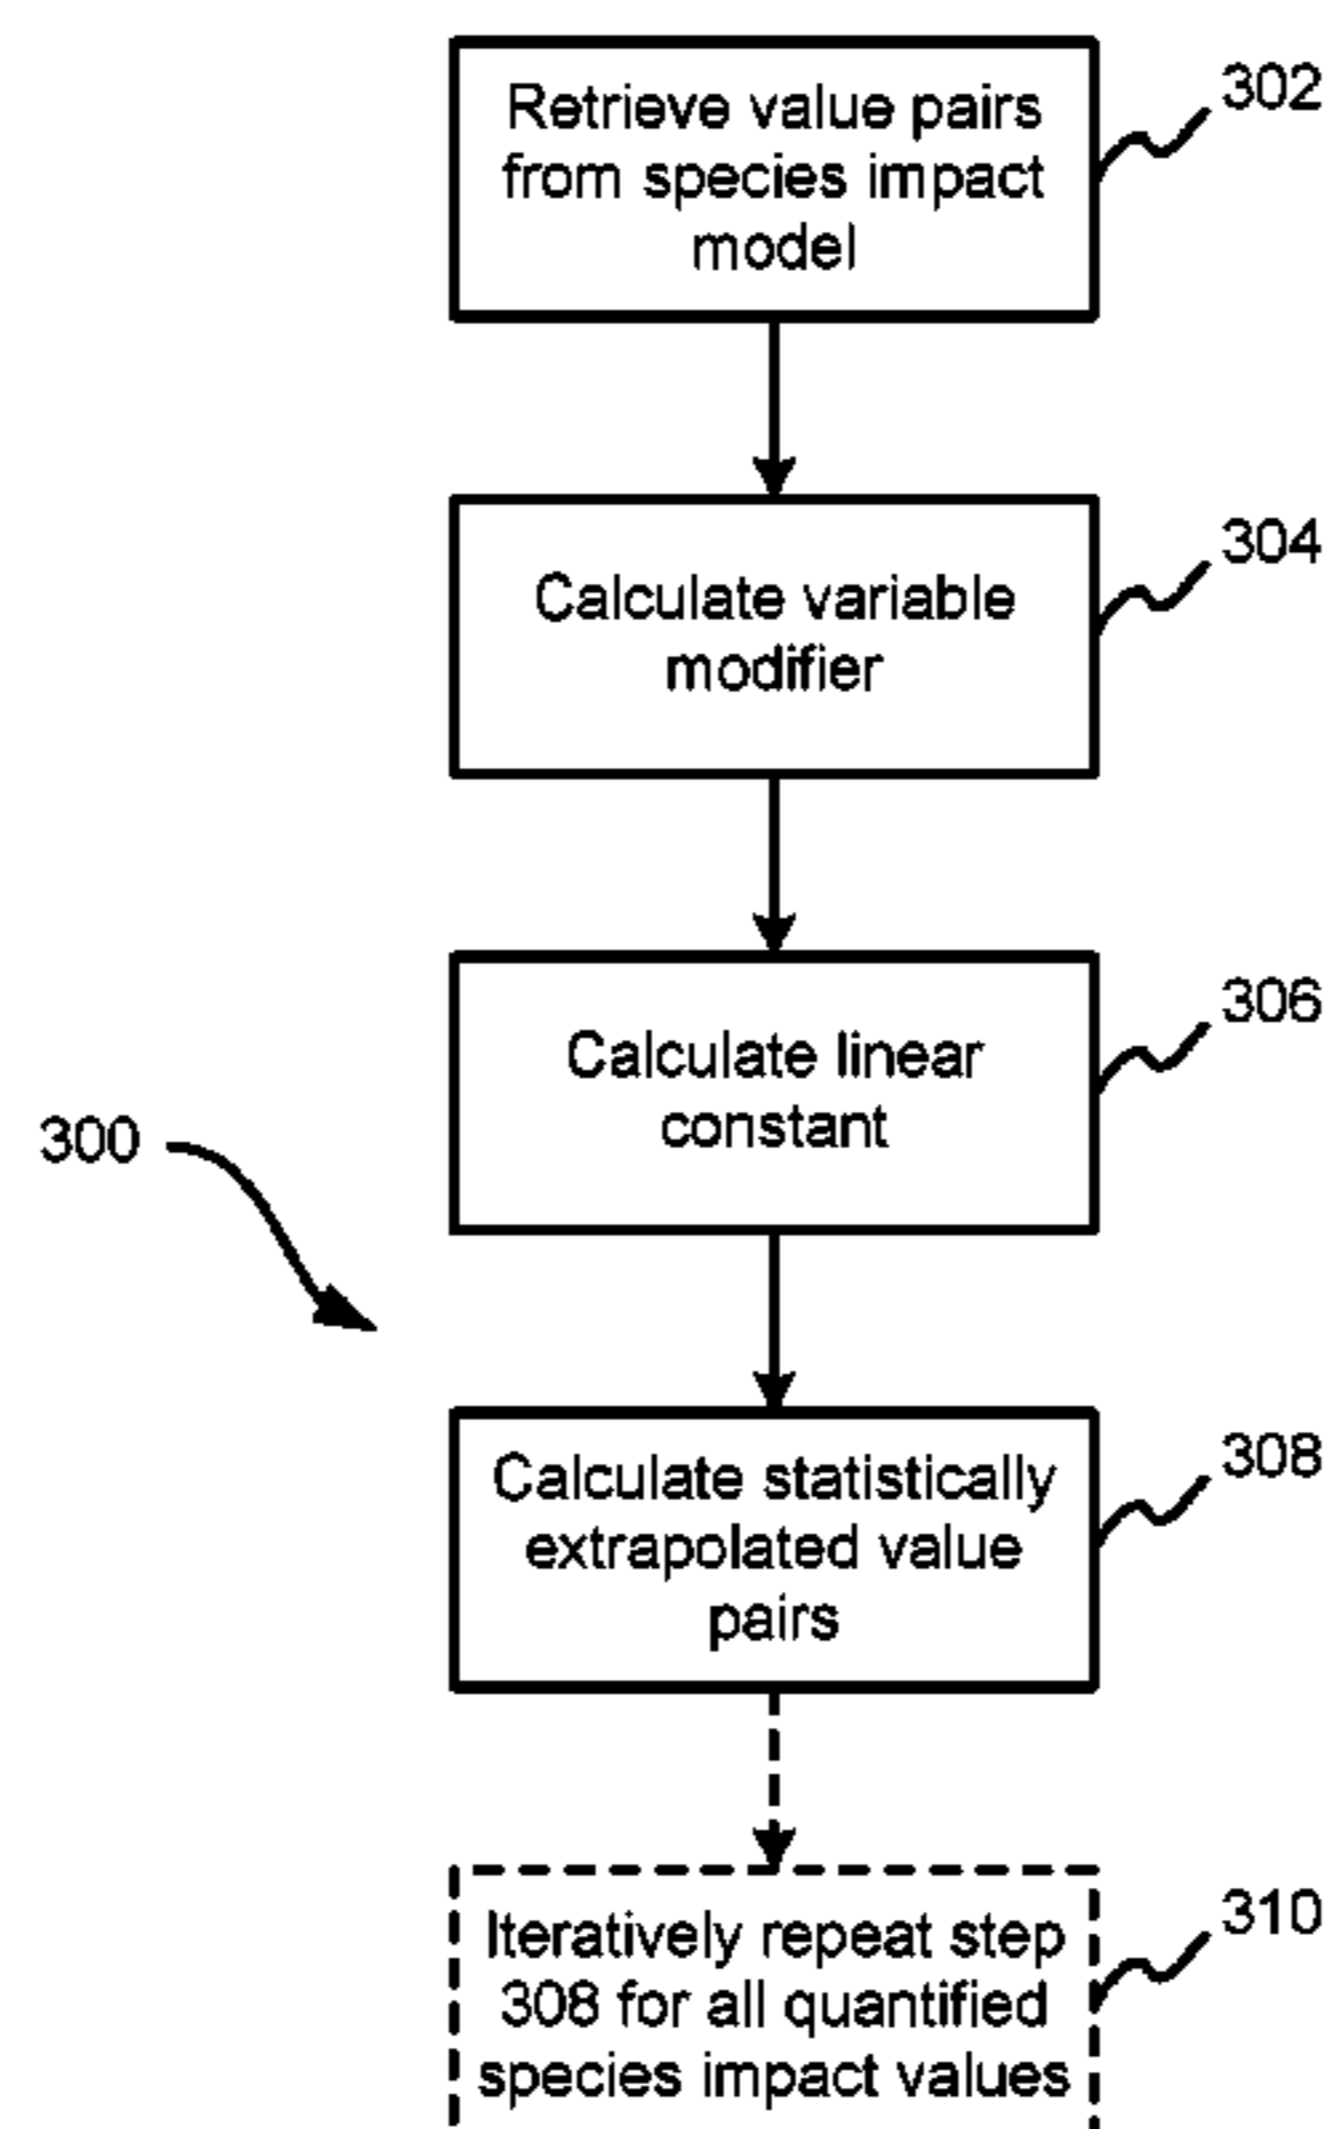 Retrieve value pairs
from species impact
model
302
Calculate variable
modifier
304
Calculate linear
constant
306
300
Calculate statistically
extrapolated value
pairs
308
Iteratively repeat step
308 for all quantified
species impact values
310